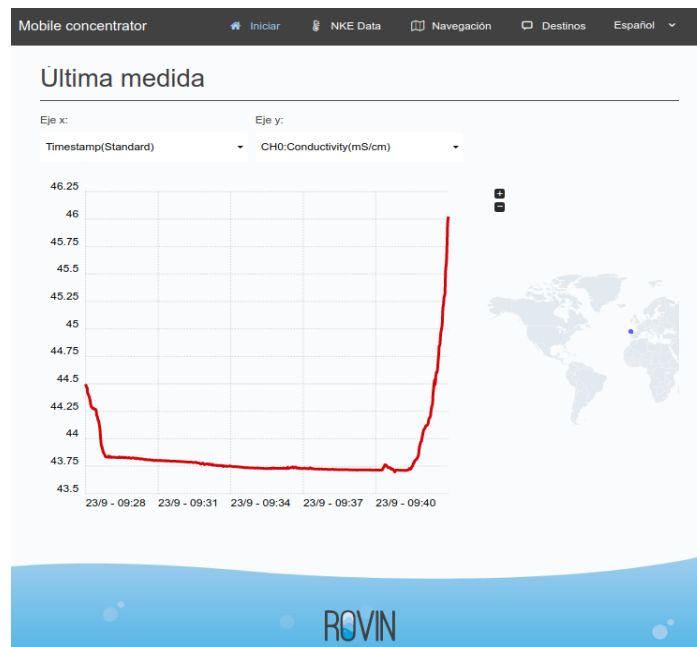 Mobile concentrator Iniciar NKE Data Navegación Destinos Español
Última medida
Eje x: Eje y:
Timestamp(Standard) CH0:Conductivity(mS/cm)
46.25
46
45.75
45.5
45.25
45
44.75
44.5
44.25
44
43.75
43.5
23/9 - 09:28 23/9 - 09:31 23/9 - 09:34 23/9 - 09:37 23/9 - 09:40
+
−
ROVIN